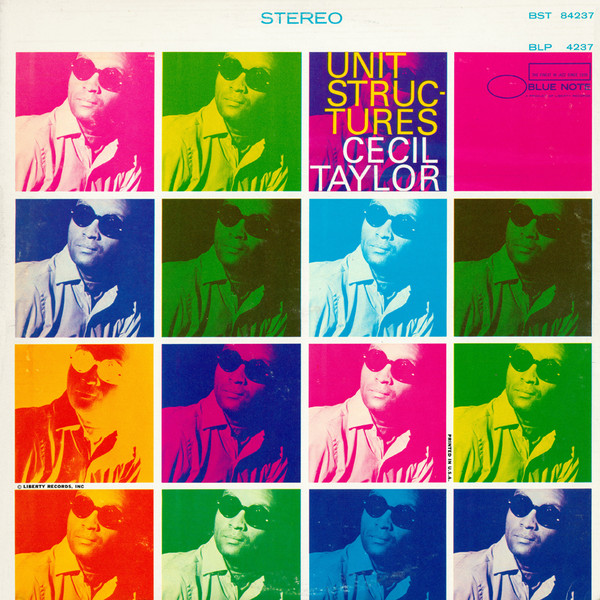 STEREO
BST 84237
BLP 4237
UNIT
STRUC-
TURES
CECIL
TAYLOR
BLUE NOTE
PRINTED IN U.S.A.
© LIBERTY RECORDS, INC